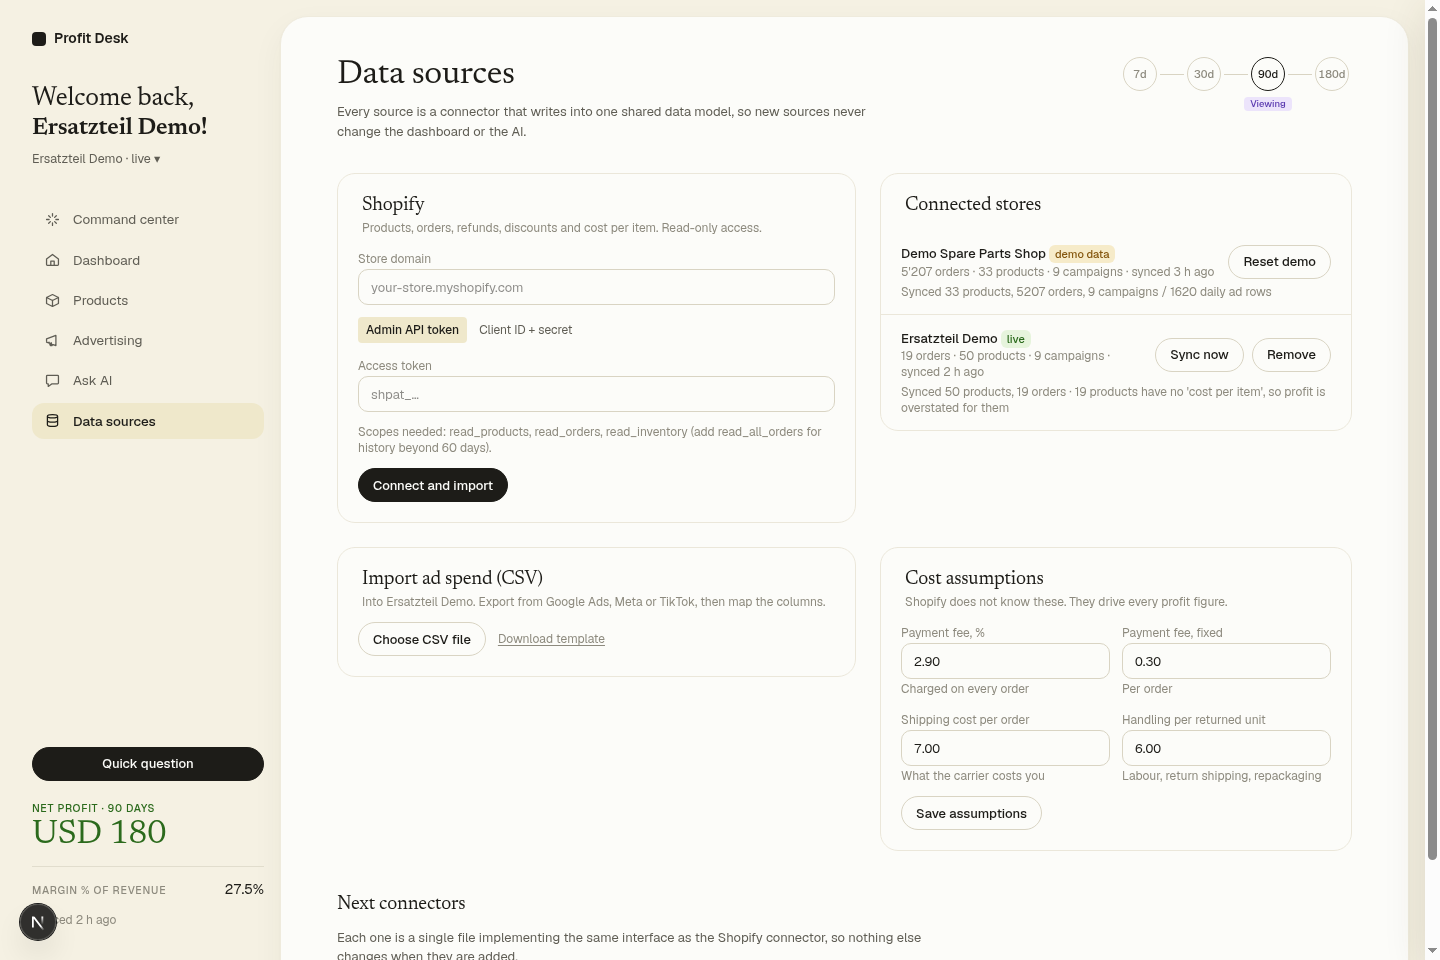 Profit Desk
Welcome back,
Ersatzteil Demo!
Ersatzteil Demo · live ▾
Command center
Dashboard
Products
Advertising
Ask AI
Data sources
Quick question
NET PROFIT · 90 DAYS
USD 180
MARGIN % OF REVENUE 27.5%
2 h ago
N
Data sources
Every source is a connector that writes into one shared data model, so new sources never
change the dashboard or the AI.
7d 30d 90d 180d
Viewing
Shopify
Products, orders, refunds, discounts and cost per item. Read-only access.
Store domain
your-store.myshopify.com
Admin API token Client ID + secret
Access token
shpat_…
Scopes needed: read_products, read_orders, read_inventory (add read_all_orders for
history beyond 60 days).
Connect and import
Connected stores
Demo Spare Parts Shop demo data
5'207 orders · 33 products · 9 campaigns · synced 3 h ago
Reset demo
Synced 33 products, 5207 orders, 9 campaigns / 1620 daily ad rows
Ersatzteil Demo live
19 orders · 50 products · 9 campaigns ·
synced 2 h ago
Sync now Remove
Synced 50 products, 19 orders · 19 products have no 'cost per item', so profit is
overstated for them
Import ad spend (CSV)
Into Ersatzteil Demo. Export from Google Ads, Meta or TikTok, then map the columns.
Choose CSV file Download template
Cost assumptions
Shopify does not know these. They drive every profit figure.
Payment fee, % Payment fee, fixed
2.90 0.30
Charged on every order Per order
Shipping cost per order Handling per returned unit
7.00 6.00
What the carrier costs you Labour, return shipping, repackaging
Save assumptions
Next connectors
Each one is a single file implementing the same interface as the Shopify connector, so nothing else
changes when they are added.